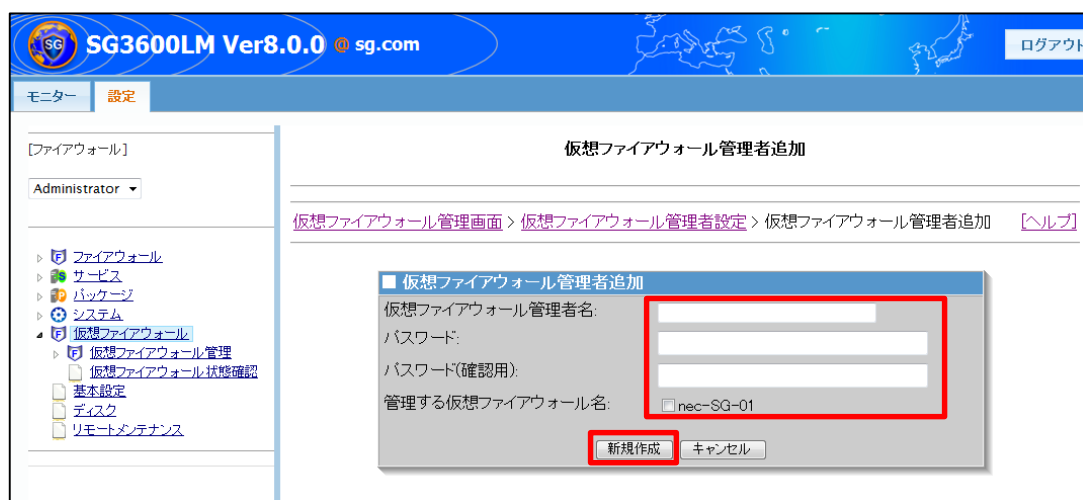 SG SG3600LM Ver8.0.0 @ sg.com
ログアウト
モニター 設定
[ファイアウォール]
Administrator
仮想ファイアウォール管理者追加
仮想ファイアウォール管理画面 > 仮想ファイアウォール管理者設定 > 仮想ファイアウォール管理者追加 [ヘルプ]
ファイアウォール
サービス
パッケージ
システム
仮想ファイアウォール
仮想ファイアウォール管理
仮想ファイアウォール状態確認
基本設定
ディスク
リモートメンテナンス
■ 仮想ファイアウォール管理者追加
仮想ファイアウォール管理者名:
パスワード:
パスワード(確認用):
管理する仮想ファイアウォール名: nec-SG-01
新規作成 キャンセル